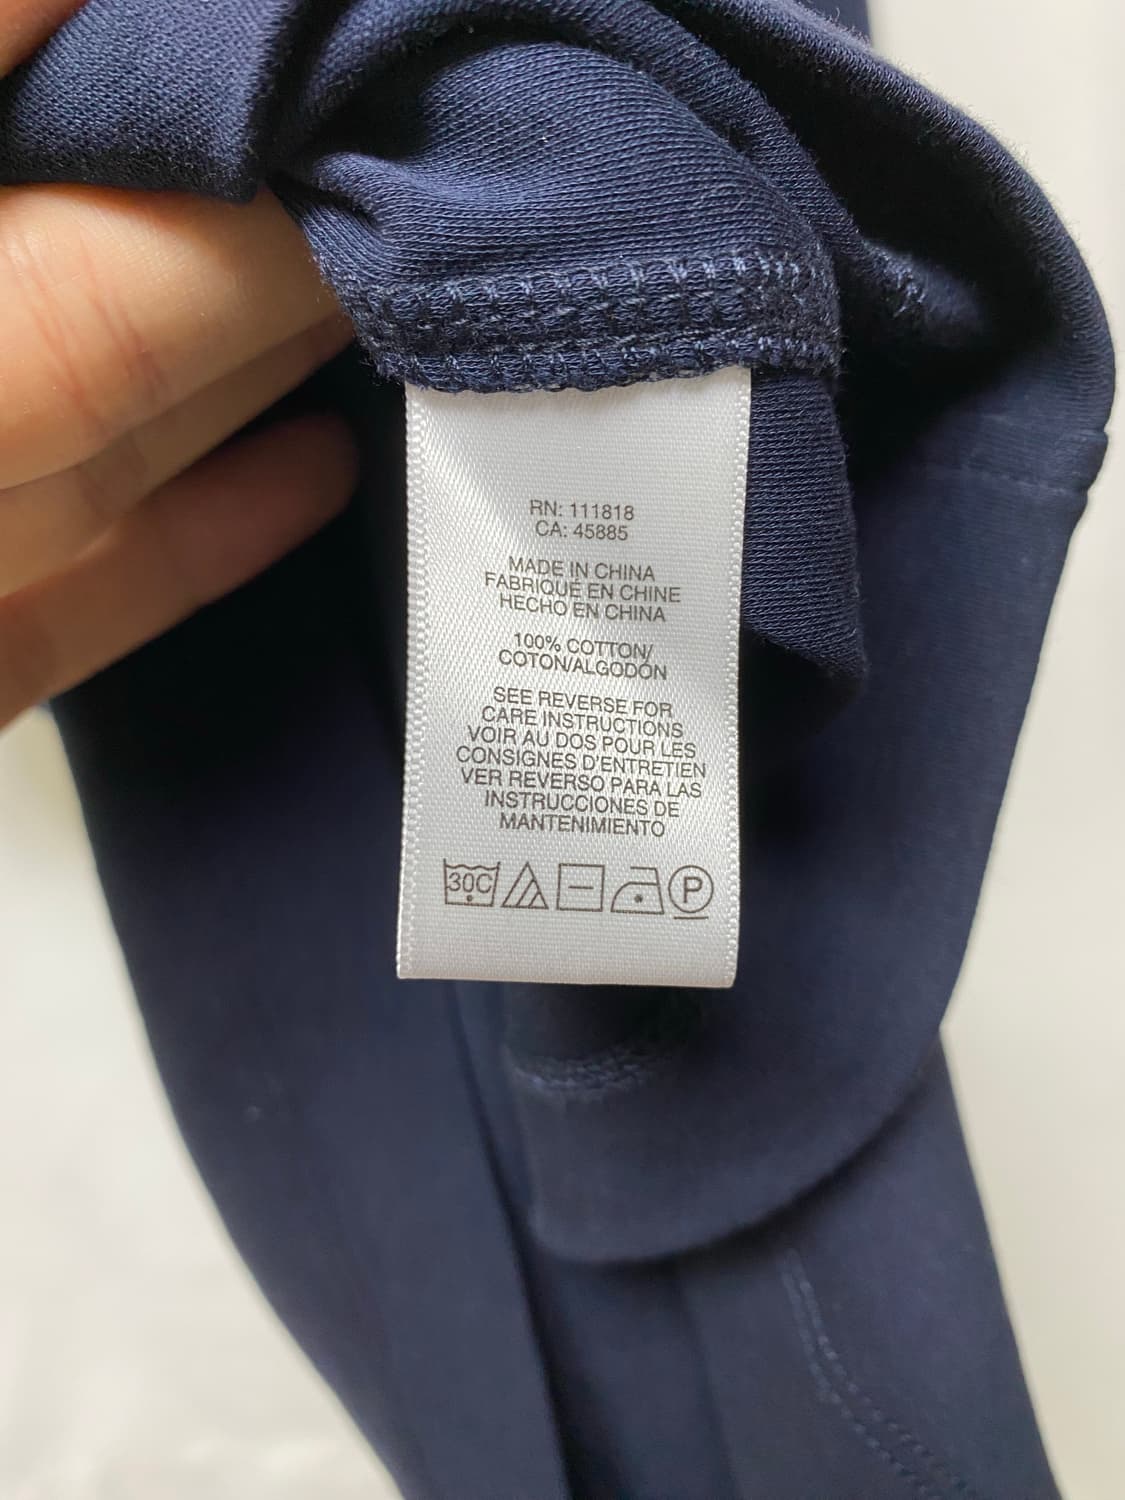 RN: 111818
CA: 45885
MADE IN CHINA
FABRIQUÉ EN CHINE
HECHO EN CHINA
100% COTTON/
COTON/ALGODÓN
SEE REVERSE FOR
CARE INSTRUCTIONS
VOIR AU DOS POUR LES
CONSIGNES D'ENTRETIEN
VER REVERSO PARA LAS
INSTRUCCIONES DE
MANTENIMIENTO
30C P